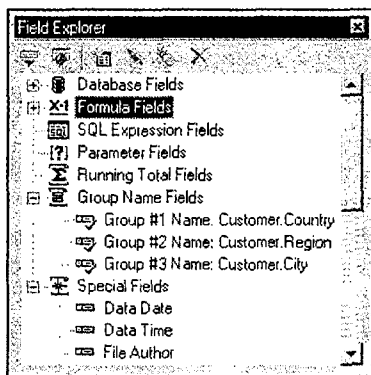 Field Explorer
Database Fields
X-1 Formula Fields
SQL Expression Fields
[?] Parameter Fields
Σ Running Total Fields
Group Name Fields
Group #1 Name: Customer.Country
Group #2 Name: Customer.Region
Group #3 Name: Customer.City
Special Fields
Data Date
Data Time
File Author